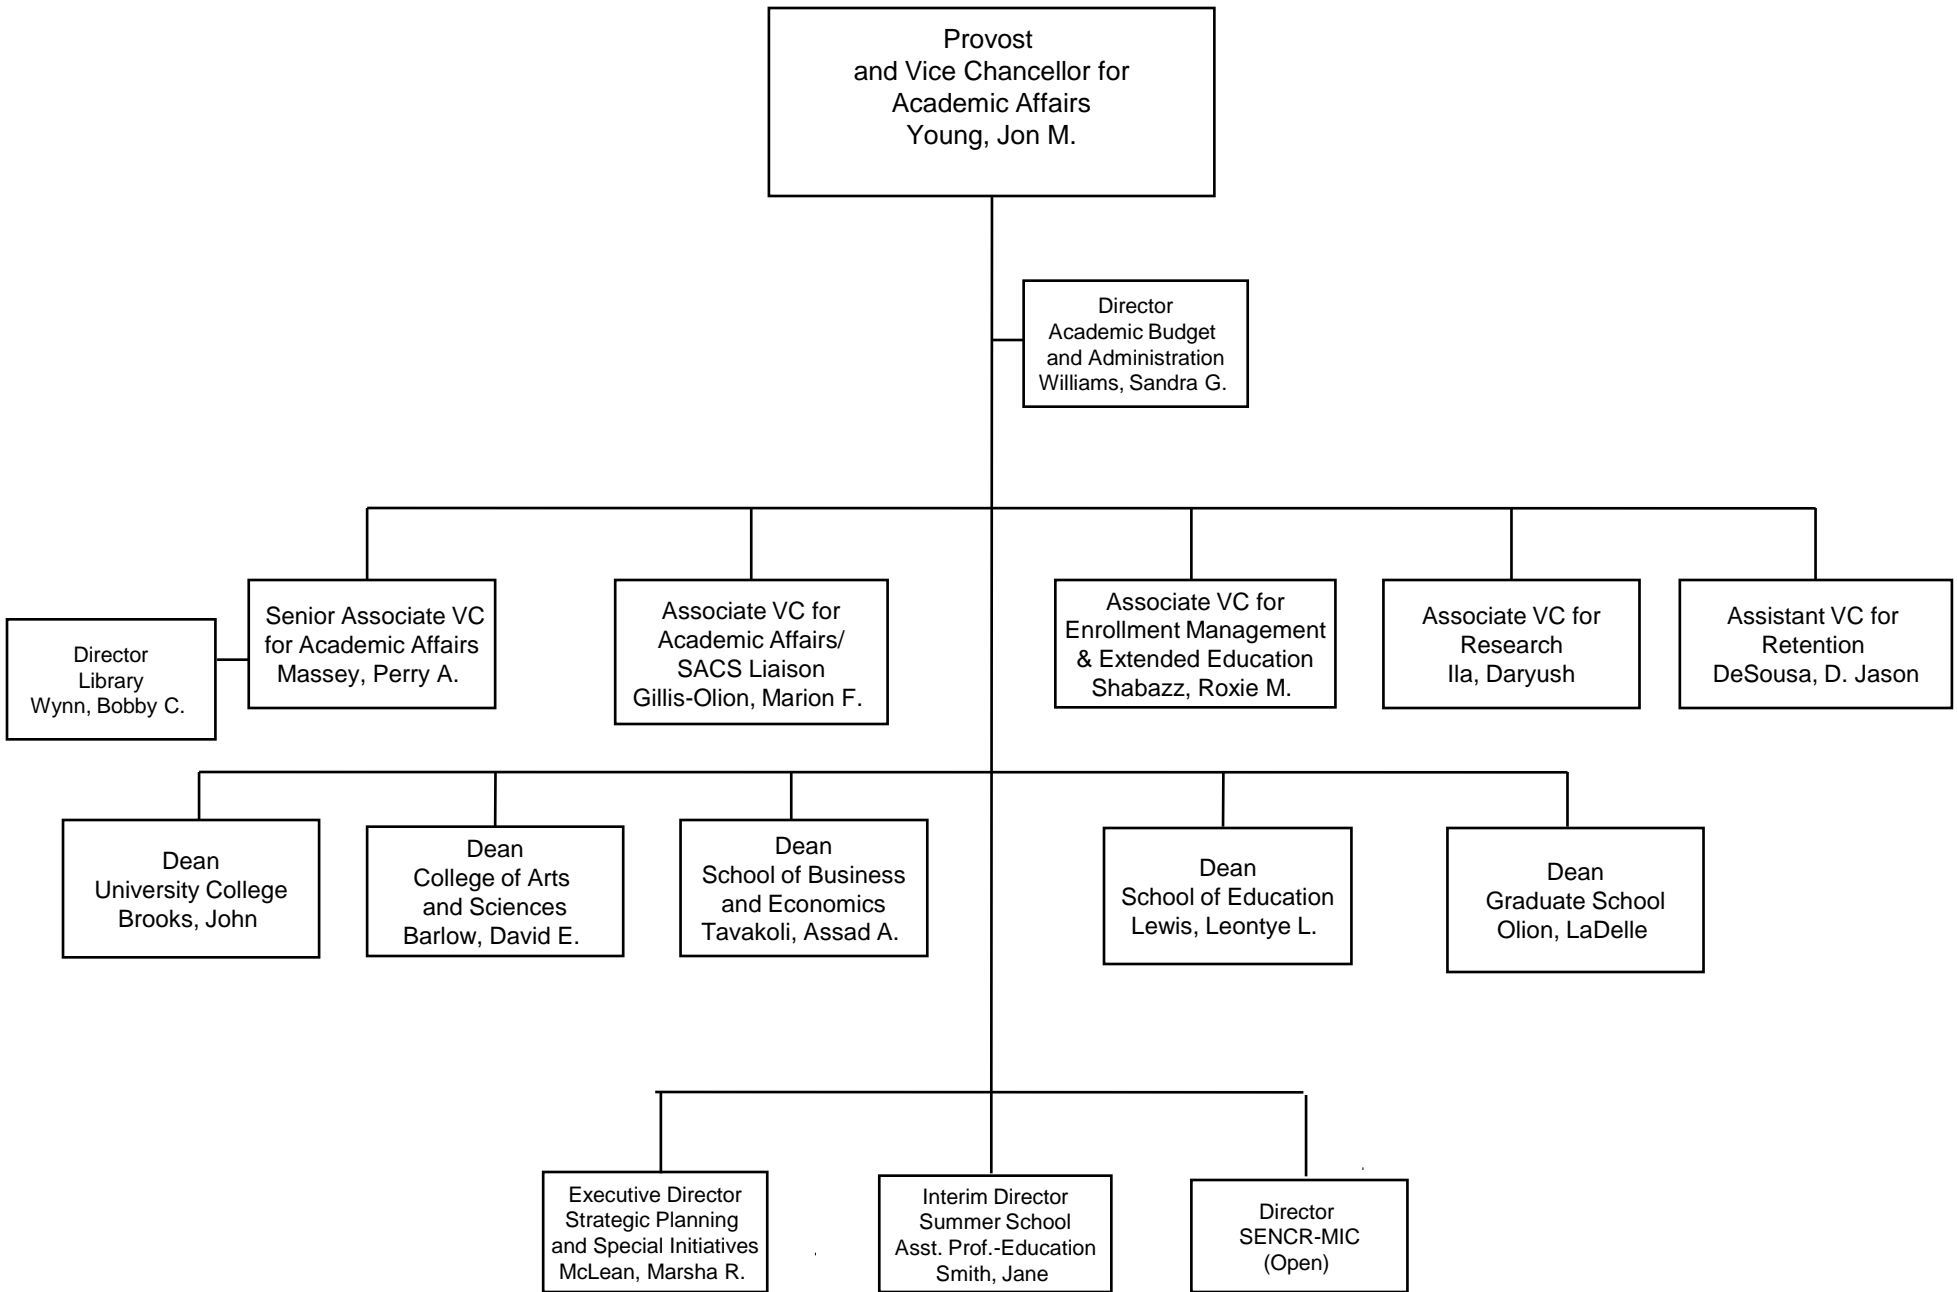 Provost
and Vice Chancellor for
Academic Affairs
Young, Jon M.
Director
Academic Budget
and Administration
Williams, Sandra G.
Director
Library
Wynn, Bobby C.
Senior Associate VC
for Academic Affairs
Massey, Perry A.
Associate VC for
Academic Affairs/
SACS Liaison
Gillis-Olion, Marion F.
Associate VC for
Enrollment Management
& Extended Education
Shabazz, Roxie M.
Associate VC for
Research
Ila, Daryush
Assistant VC for
Retention
DeSousa, D. Jason
Dean
University College
Brooks, John
Dean
College of Arts
and Sciences
Barlow, David E.
Dean
School of Business
and Economics
Tavakoli, Assad A.
Dean
School of Education
Lewis, Leontye L.
Dean
Graduate School
Olion, LaDelle
Executive Director
Strategic Planning
and Special Initiatives
McLean, Marsha R.
Interim Director
Summer School
Asst. Prof.-Education
Smith, Jane
Director
SENCR-MIC
(Open)